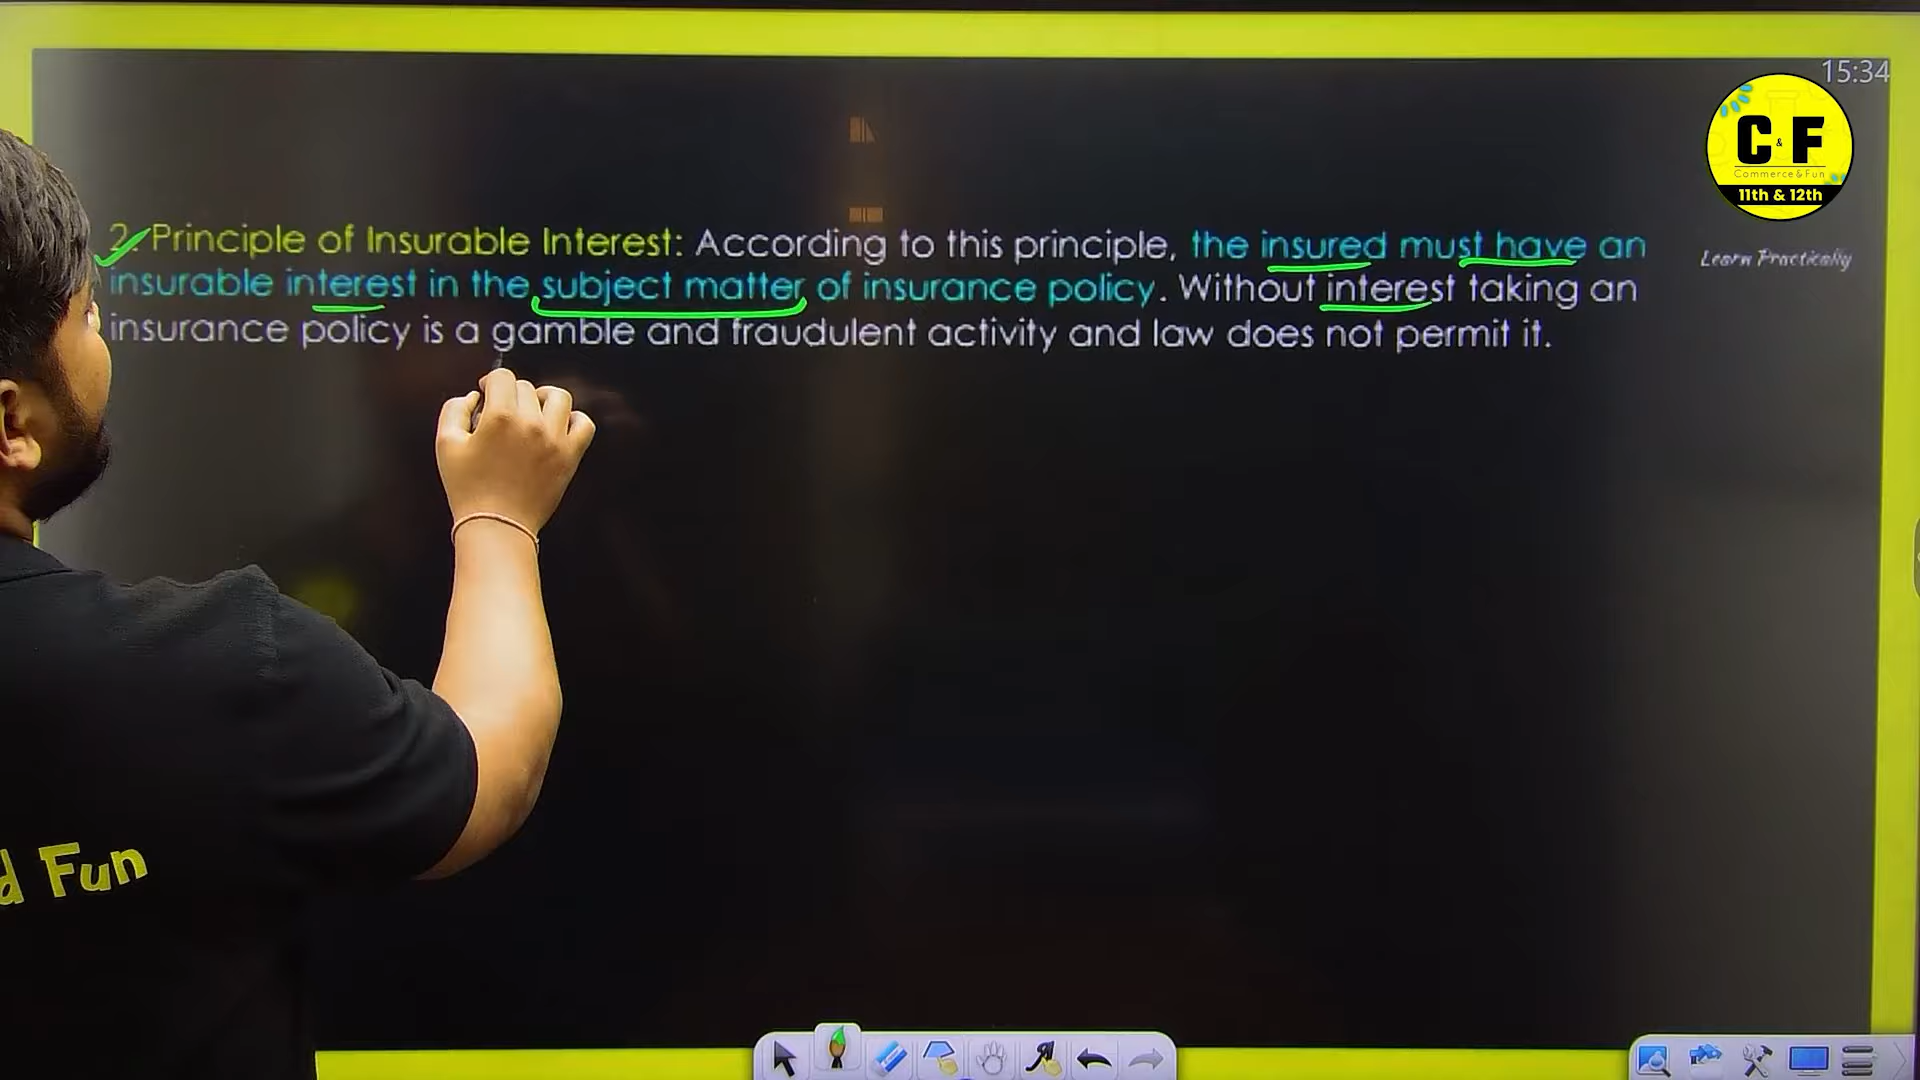 15:34
C & F
Commerce & Fun
11th & 12th
Learn Practically
2. Principle of Insurable Interest: According to this principle, the insured must have an
insurable interest in the subject matter of insurance policy. Without interest taking an
insurance policy is a gamble and fraudulent activity and law does not permit it.
d Fun